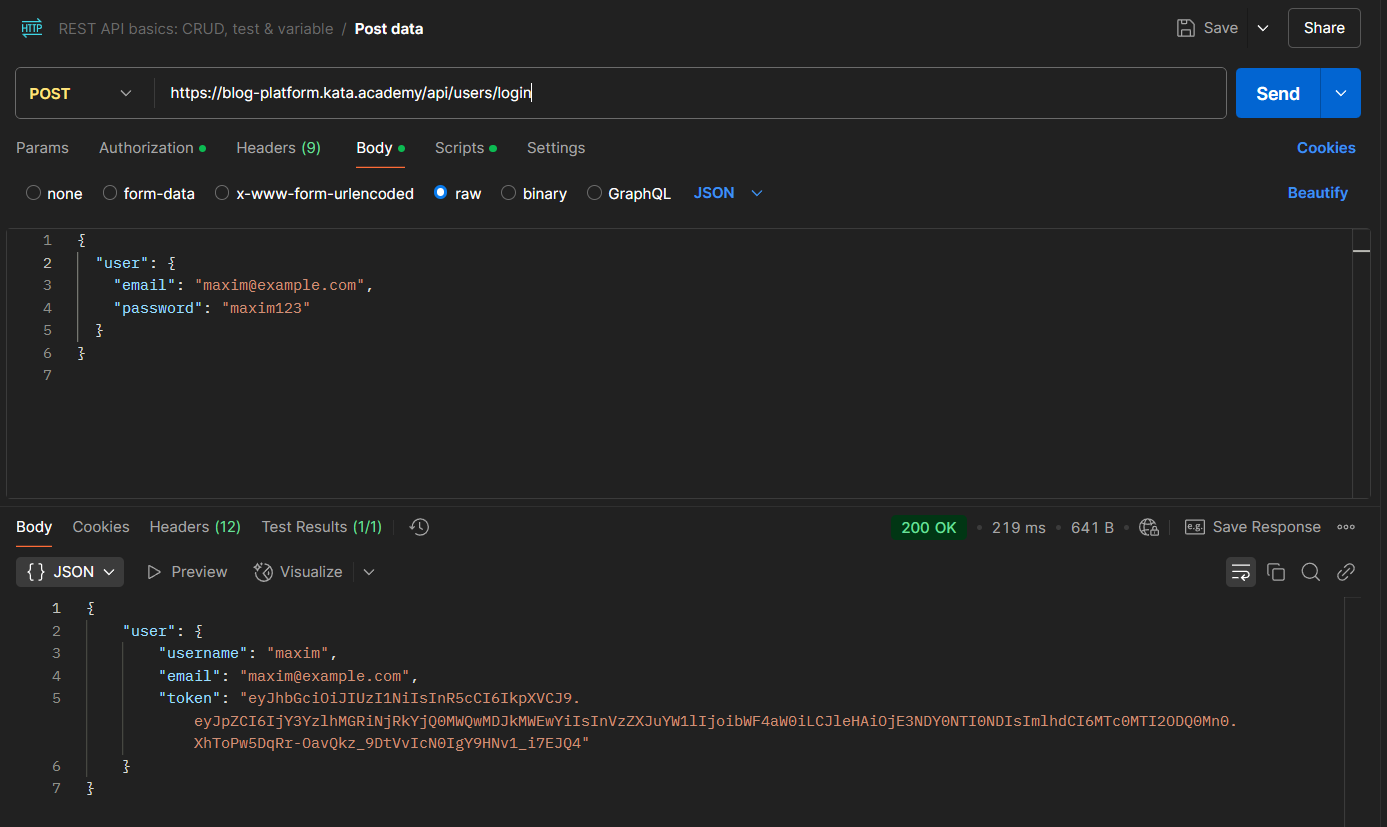 HTTP REST API basics: CRUD, test & variable / Post data Save Share
POST https://blog-platform.kata.academy/api/users/login Send
Params Authorization Headers (9) Body Scripts Settings Cookies
none form-data x-www-form-urlencoded raw binary GraphQL JSON Beautify
1 {
2 "user": {
3 "email": "maxim@example.com",
4 "password": "maxim123"
5 }
6 }
7
Body Cookies Headers (12) Test Results (1/1) 200 OK • 219 ms • 641 B • e.g. Save Response
{} JSON Preview Visualize
1 {
2 "user": {
3 "username": "maxim",
4 "email": "maxim@example.com",
5 "token": "eyJhbGciOiJIUzI1NiIsInR5cCI6IkpXVCJ9.
eyJpZCI6IjY3YzlhMGRiNjRkYjQ0MWQwMDJkMWEwYiIsInVzZXJuYW1lIjoibWF4aW0iLCJleHAiOjE3NDY0NTI0NDIsImlhdCI6MTc0MTI2ODQ0Mn0.
XhToPw5DqRr-OavQkz_9DtVvIcN0IgY9HNv1_i7EJQ4"
6 }
7 }